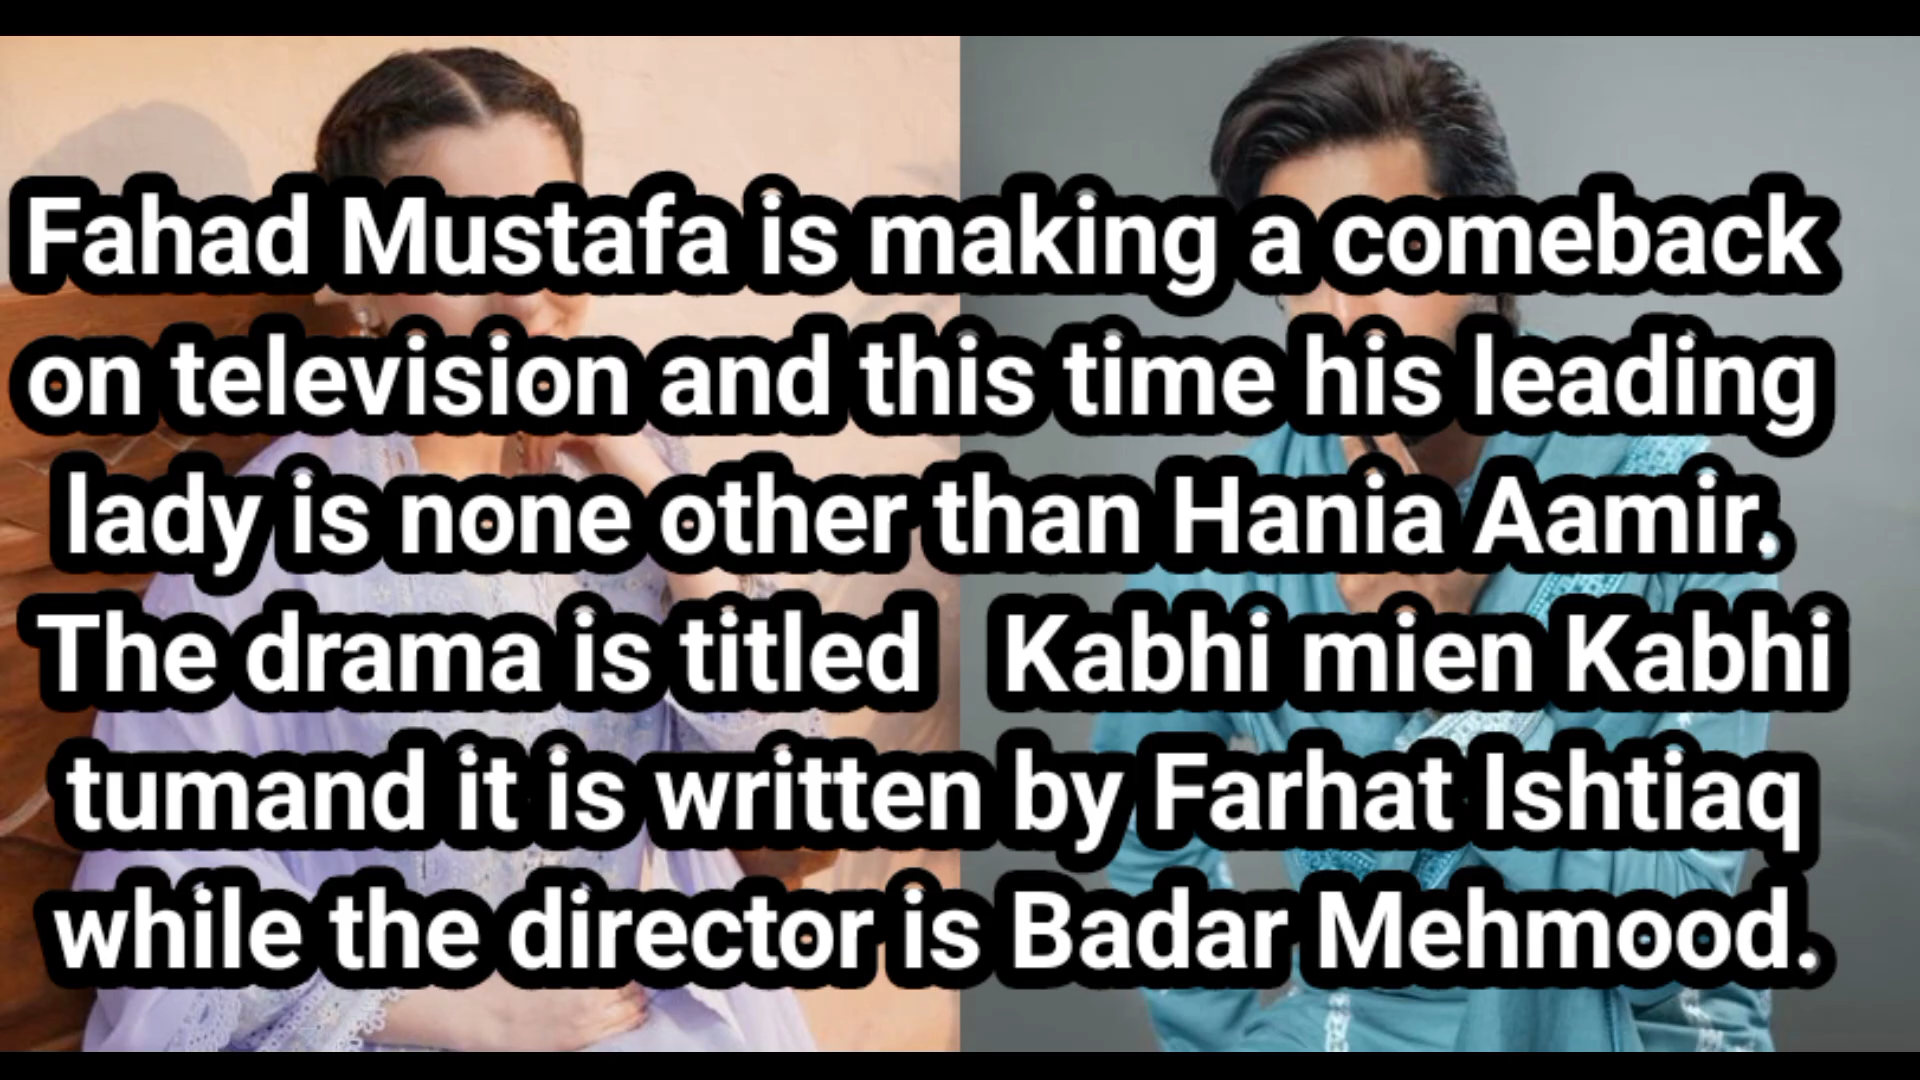 Fahad Mustafa is making a comeback
on television and this time his leading
lady is none other than Hania Aamir.
The drama is titled   Kabhi mien Kabhi
tumand it is written by Farhat Ishtiaq
while the director is Badar Mehmood.